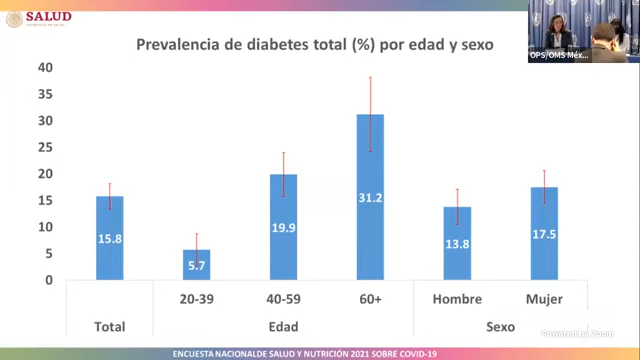 SALUD
Prevalencia de diabetes total (%) por edad y sexo
OPS/OMS Méx...
40
35
30
25
20
15
10
5
0
15.8
5.7
19.9
31.2
13.8
17.5
20-39
40-59
60+
Hombre
Mujer
Total
Edad
Sexo
Powered by Zoom
ENCUESTA NACIONALDE SALUD Y NUTRICIÓN 2021 SOBRE COVID-19